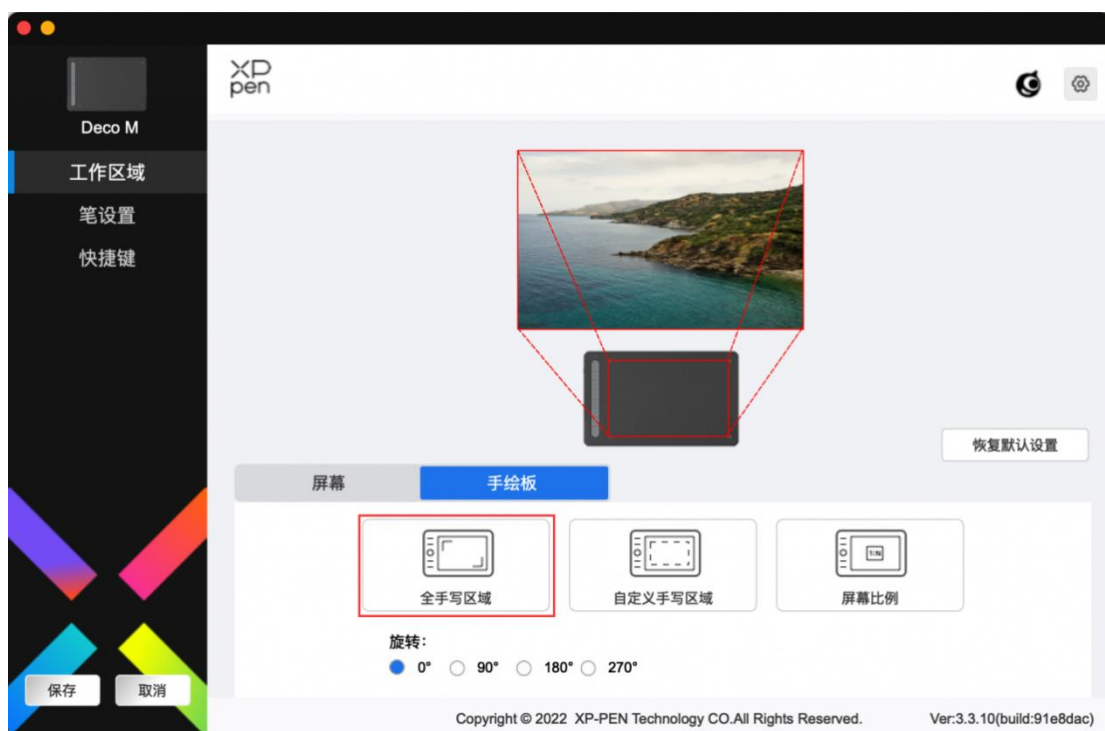 XP
pen
Deco M
工作区域
笔设置
快捷键
恢复默认设置
屏幕
手绘板
全手写区域
自定义手写区域
1:N
屏幕比例
旋转：
0° 90° 180° 270°
保存
取消
Copyright © 2022 XP-PEN Technology CO.All Rights Reserved.
Ver:3.3.10(build:91e8dac)